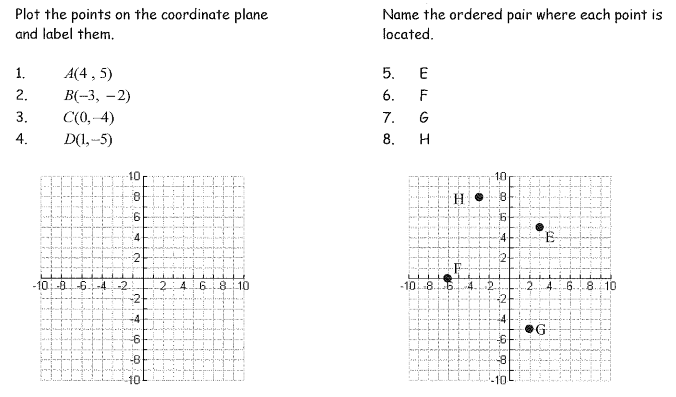 Plot the points on the coordinate plane
and label them.
1. A(4 , 5)
2. B(–3, –2)
3. C(0,–4)
4. D(1,–5)
10
8
6
4
2
-10 -8 -6 -4 -2 2 4 6 8 10
-2
-4
-6
-8
-10
Name the ordered pair where each point is
located.
5. E
6. F
7. G
8. H
10
H 8
6
4 E
2
F
-10 -8 -6 -4 -2 2 4 6 8 10
-2
-4
G
-6
-8
-10